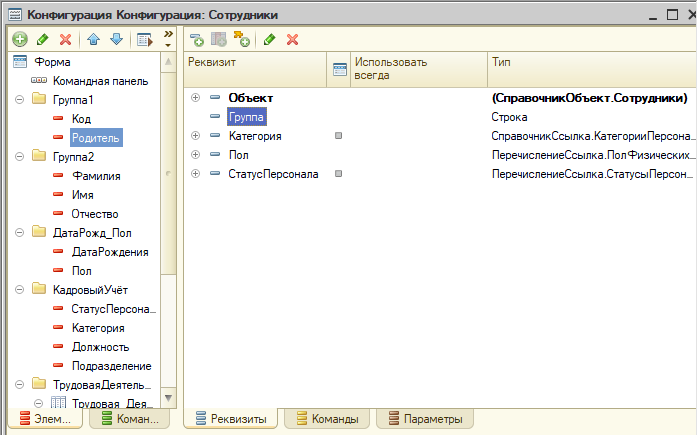 Конфигурация Конфигурация: Сотрудники
Форма
Командная панель
Группа1
Код
Родитель
Группа2
Фамилия
Имя
Отчество
ДатаРожд_Пол
ДатаРождения
Пол
КадровыйУчёт
СтатусПерсона...
Категория
Должность
Подразделение
ТрудоваяДеятель...
Трудовая_Дея
Элем...
Коман...
Реквизит
Использовать
всегда
Тип
Объект
(СправочникОбъект.Сотрудники)
Группа
Строка
Категория
СправочникСсылка.КатегорииПерсона...
Пол
ПеречислениеСсылка.ПолФизических...
СтатусПерсонала
ПеречислениеСсылка.СтатусыПерсон...
Реквизиты
Команды
Параметры